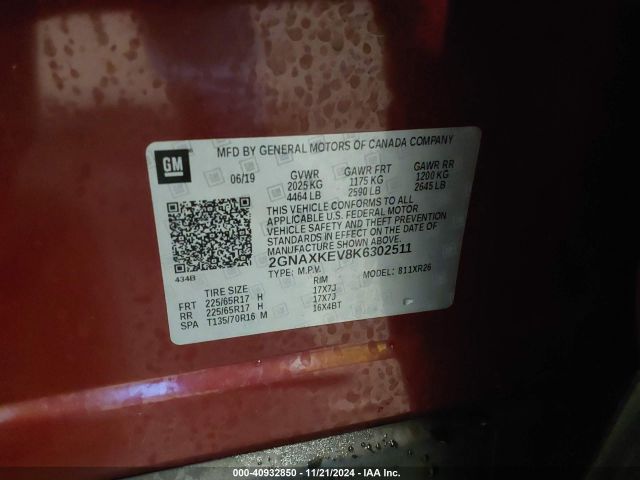 MFD BY GENERAL MOTORS OF CANADA COMPANY
GM
06/19
GVWR GAWR FRT GAWR RR
2025 KG 1175 KG 1200 KG
4464 LB 2590 LB 2645 LB
THIS VEHICLE CONFORMS TO ALL
APPLICABLE U.S. FEDERAL MOTOR
VEHICLE SAFETY AND THEFT PREVENTION
STANDARDS IN EFFECT ON THE DATE OF
MANUFACTURE SHOWN ABOVE.
2GNAXKEV8K6302511
434B
TYPE: M.P.V. MODEL: 811XR26
TIRE SIZE RIM
FRT 225/65R17 H 17X7J
RR 225/65R17 H 17X7J
SPA T135/70R16 M 16X4BT
000-40932850 - 11/21/2024 - IAA Inc.